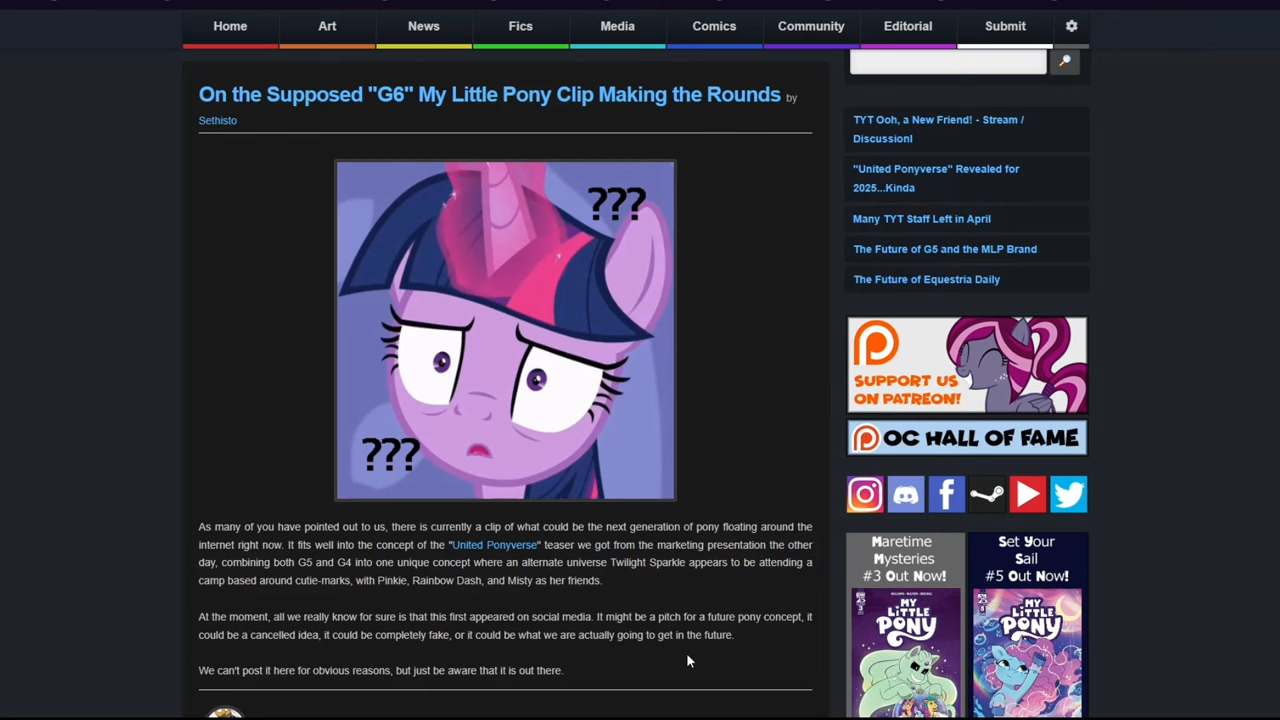 Home
Art
News
Fics
Media
Comics
Community
Editorial
Submit
On the Supposed "G6" My Little Pony Clip Making the Rounds by
Sethisto
???
???
As many of you have pointed out to us, there is currently a clip of what could be the next generation of pony floating around the
internet right now. It fits well into the concept of the "United Ponyverse" teaser we got from the marketing presentation the other
day, combining both G5 and G4 into one unique concept where an alternate universe Twilight Sparkle appears to be attending a
camp based around cutie-marks, with Pinkie, Rainbow Dash, and Misty as her friends.
At the moment, all we really know for sure is that this first appeared on social media. It might be a pitch for a future pony concept, it
could be a cancelled idea, it could be completely fake, or it could be what we are actually going to get in the future.
We can't post it here for obvious reasons, but just be aware that it is out there.
TYT Ooh, a New Friend! - Stream /
Discussion!
"United Ponyverse" Revealed for
2025...Kinda
Many TYT Staff Left in April
The Future of G5 and the MLP Brand
The Future of Equestria Daily
SUPPORT US
ON PATREON!
OC HALL OF FAME
Maretime
Mysteries
#3 Out Now!
MY
LITTLE
PONY
Set Your
Sail
#5 Out Now!
MY
LITTLE
PONY